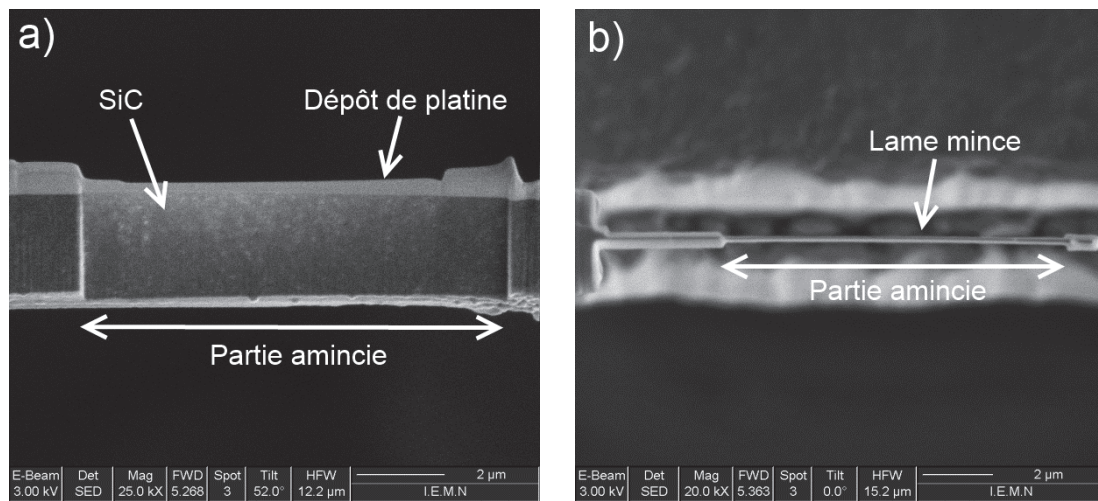 a)
SiC
Dépôt de platine
Partie amincie
E-Beam Det Mag FWD Spot Tilt HFW 2 µm
3.00 kV SED 25.0 kX 5.268 3 52.0° 12.2 µm I.E.M.N
b)
Lame mince
Partie amincie
E-Beam Det Mag FWD Spot Tilt HFW 2 µm
3.00 kV SED 20.0 kX 5.363 3 0.0° 15.2 µm I.E.M.N